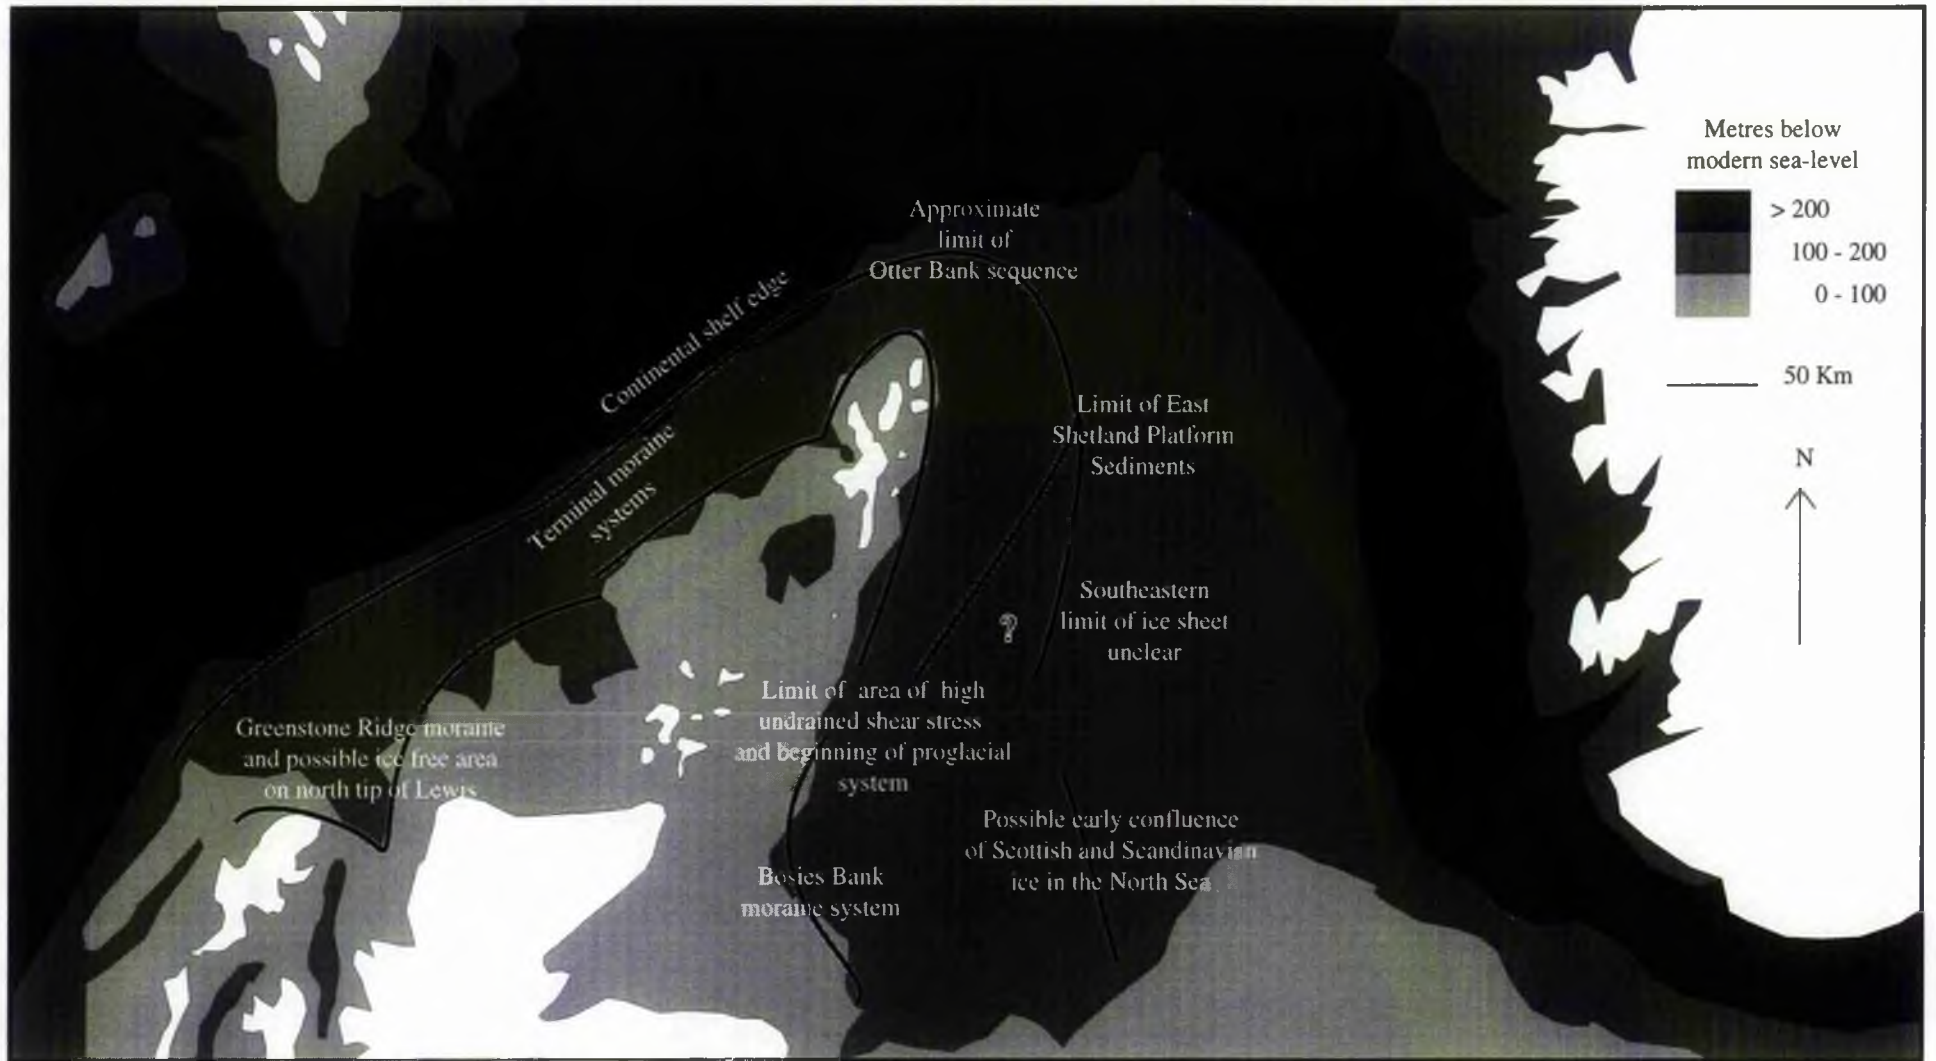 Metres below
modern sea-level
> 200
100 - 200
0 - 100
50 Km
N
Approximate
limit of
Otter Bank sequence
Continental shelf edge
Terminal moraine
systems
Limit of East
Shetland Platform
Sediments
Southeastern
limit of ice sheet
unclear
?
Limit of area of high
undrained shear stress
and beginning of proglacial
system
Greenstone Ridge moraine
and possible ice free area
on north tip of Lewis
Possible early confluence
of Scottish and Scandinavian
ice in the North Sea
Bosies Bank
moraine system